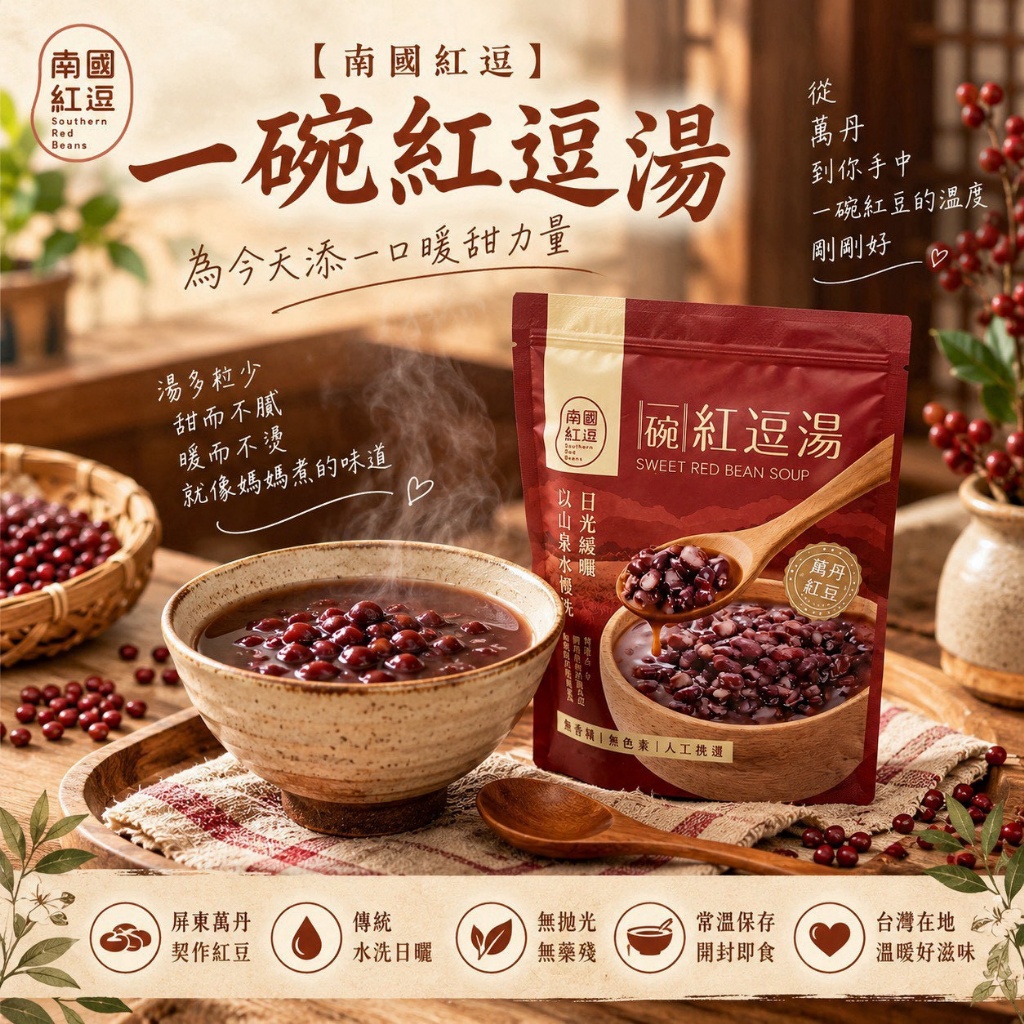 南國
紅逗
Southern
Red
Beans
【南國紅逗】
一碗紅逗湯
為今天添一口暖甜力量
從
萬丹
到你手中
一碗紅豆的溫度
剛剛好
湯多粒少
甜而不膩
暖而不燙
就像媽媽煮的味道
南國
紅逗
Southern
Red
Beans
一碗紅逗湯
SWEET RED BEAN SOUP
日光緩曬
以山泉水慢洗
萬丹
紅豆
無香精|無色素|人工挑選
屏東萬丹
契作紅豆
傳統
水洗日曬
無拋光
無藥殘
常溫保存
開封即食
台灣在地
溫暖好滋味